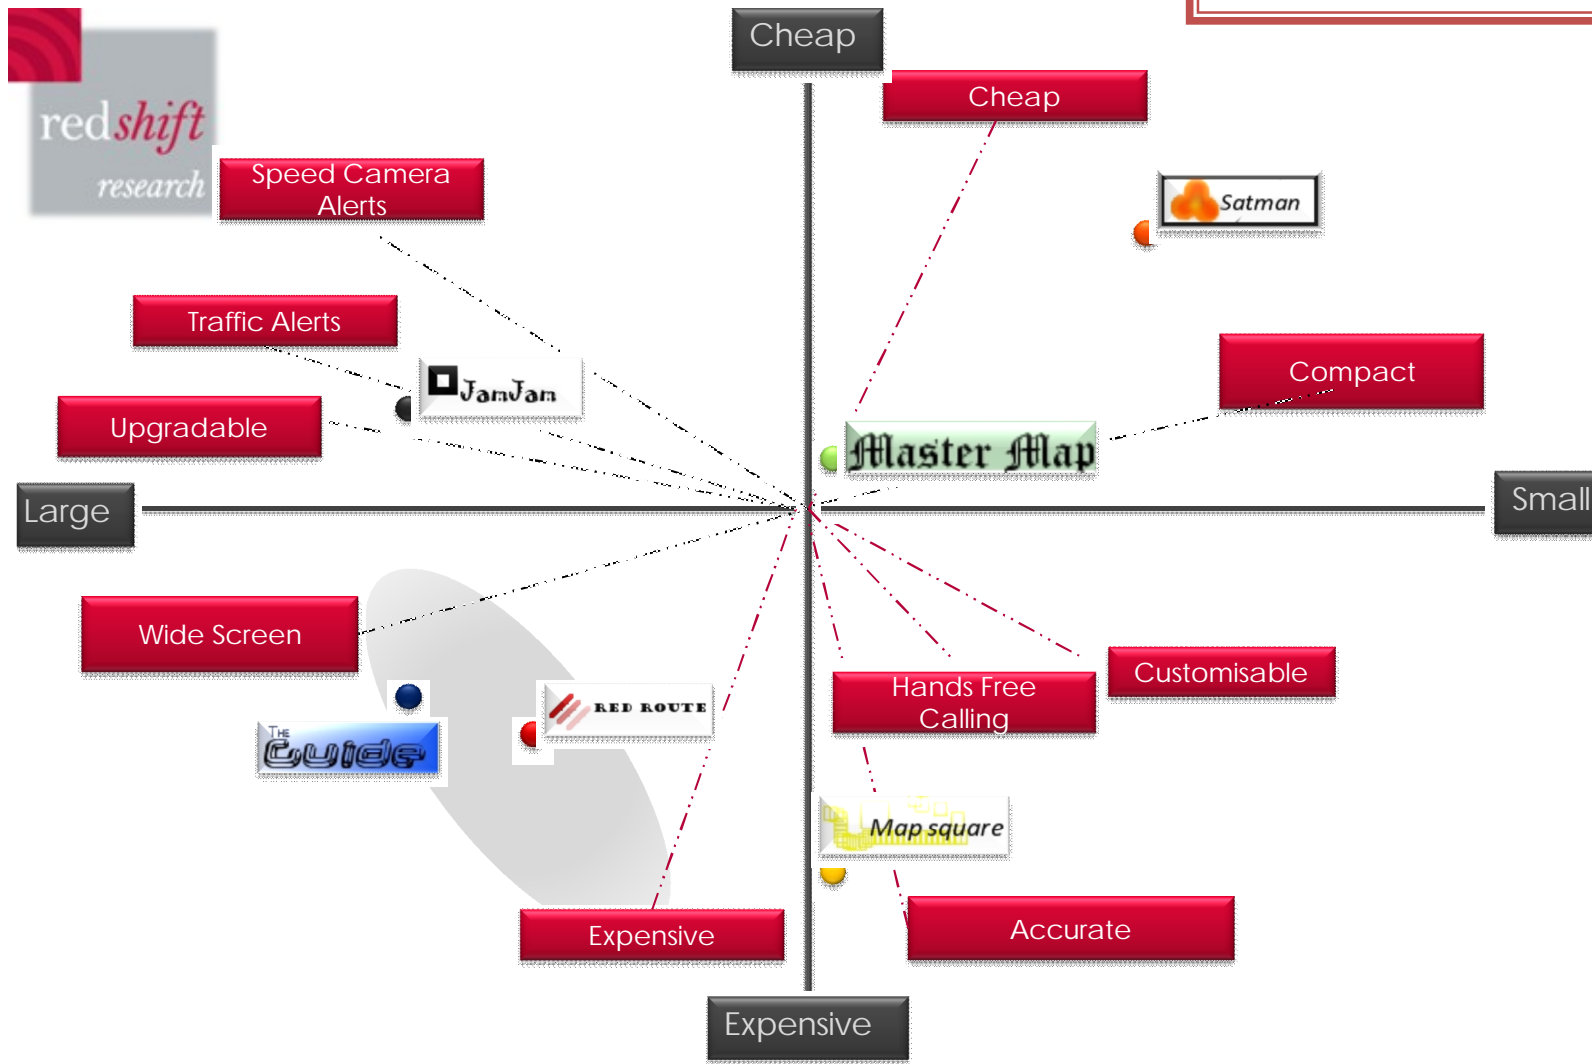 Cheap
Cheap
redshift
research
Speed Camera
Alerts
Satman
Traffic Alerts
JamJam
Compact
Upgradable
Master Map
Large
Small
Wide Screen
Customisable
Hands Free
Calling
RED ROUTE
THE
Guide
Map square
Expensive
Accurate
Expensive